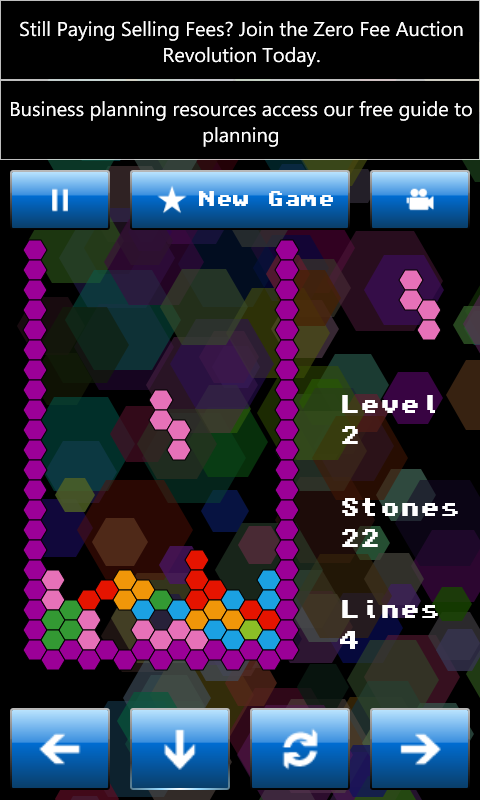 Still Paying Selling Fees? Join the Zero Fee Auction
Revolution Today.
Business planning resources access our free guide to
planning
New Game
Level
2
Stones
22
Lines
4